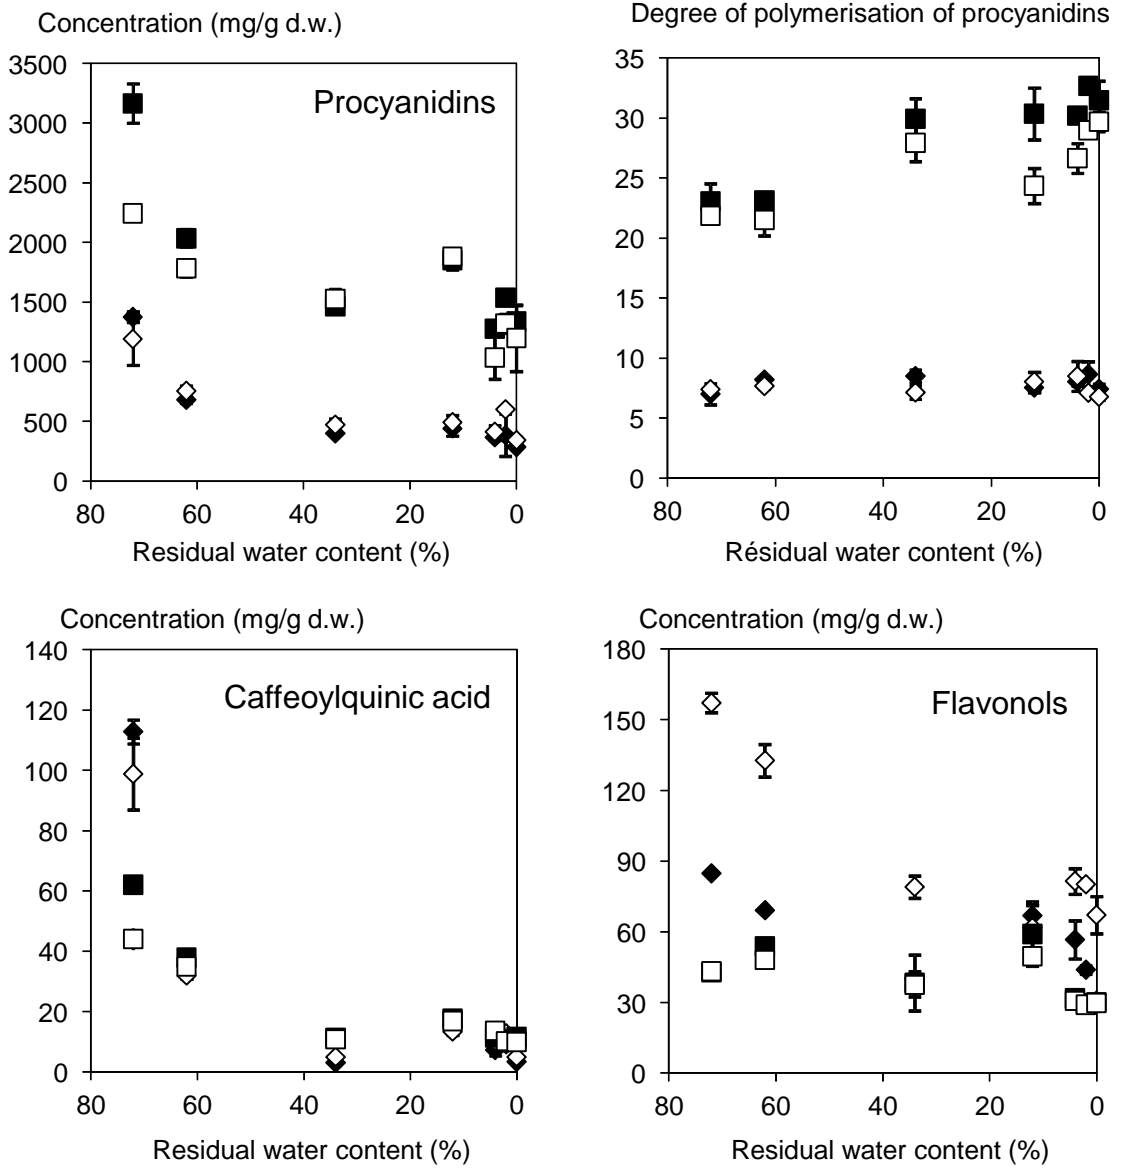 Concentration (mg/g d.w.)
3500
3000
2500
2000
1500
1000
500
0
Procyanidins
80 60 40 20 0
Residual water content (%)
Degree of polymerisation of procyanidins
35
30
25
20
15
10
5
0
80 60 40 20 0
Résidual water content (%)
Concentration (mg/g d.w.)
140
120
100
80
60
40
20
0
Caffeoylquinic acid
80 60 40 20 0
Residual water content (%)
Concentration (mg/g d.w.)
180
150
120
90
60
30
0
Flavonols
80 60 40 20 0
Residual water content (%)